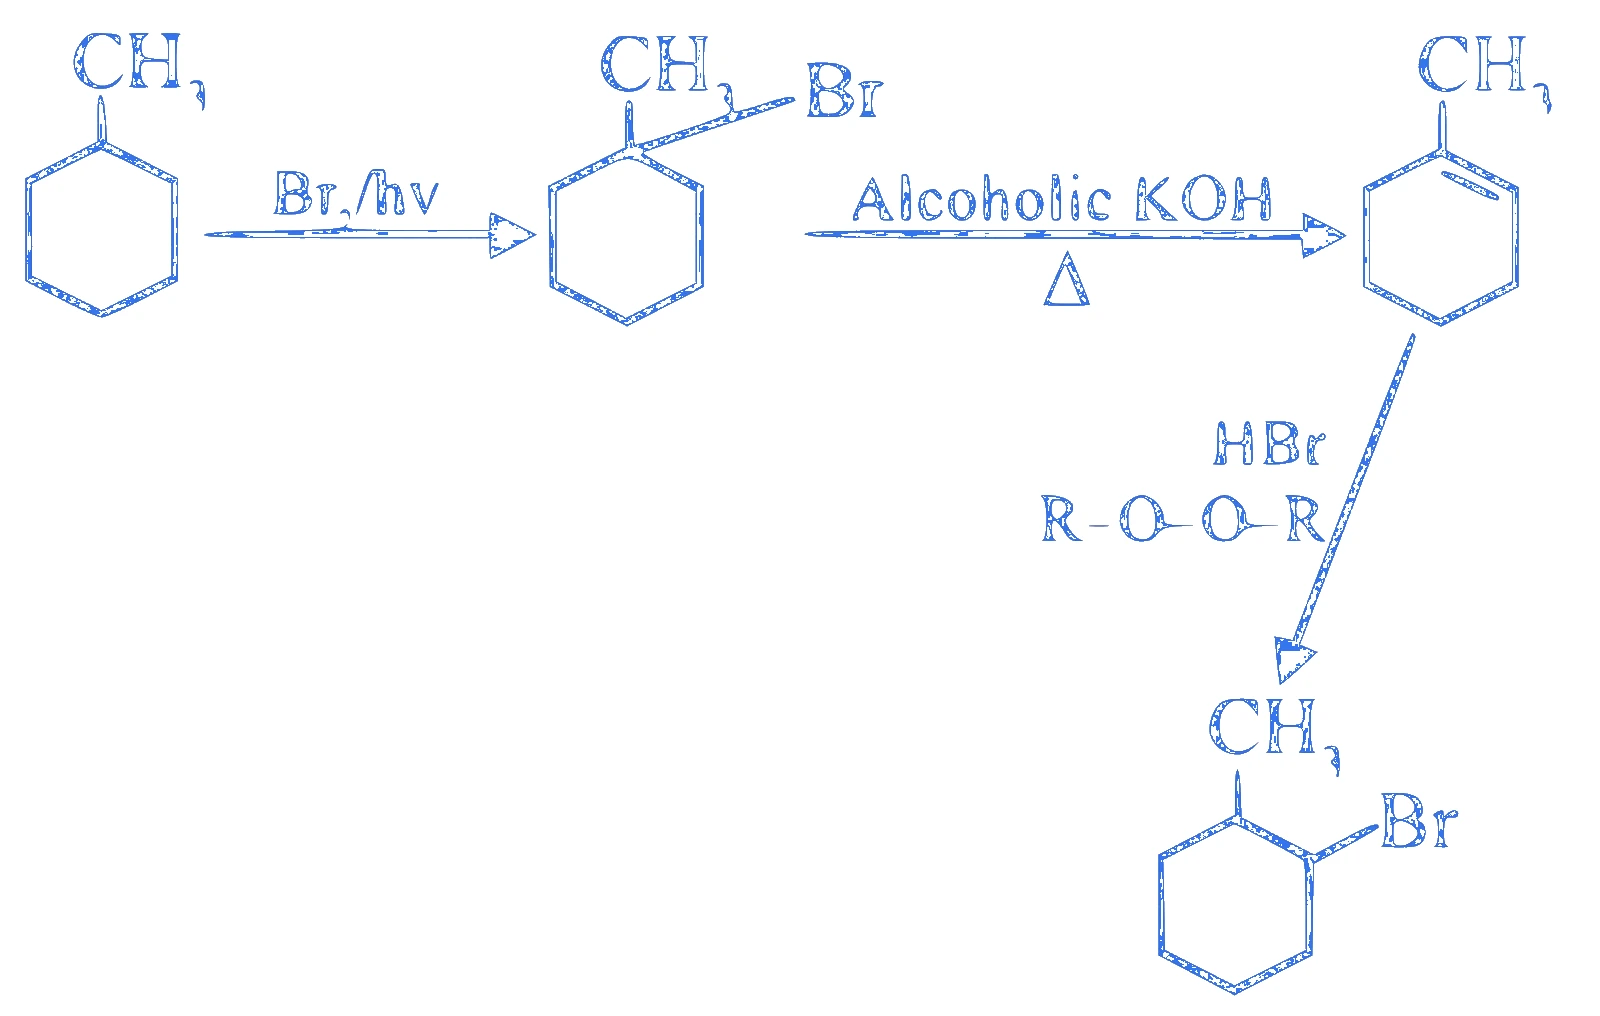 CH3
CH3
Br
CH3
Br2/hν
Alcoholic KOH
Δ
HBr
R-O-O-R
CH3
Br